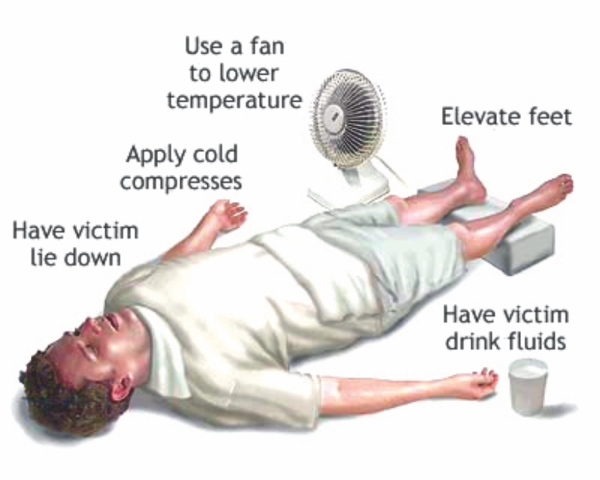 Use a fan
to lower
temperature
Elevate feet
Apply cold
compresses
Have victim
lie down
Have victim
drink fluids